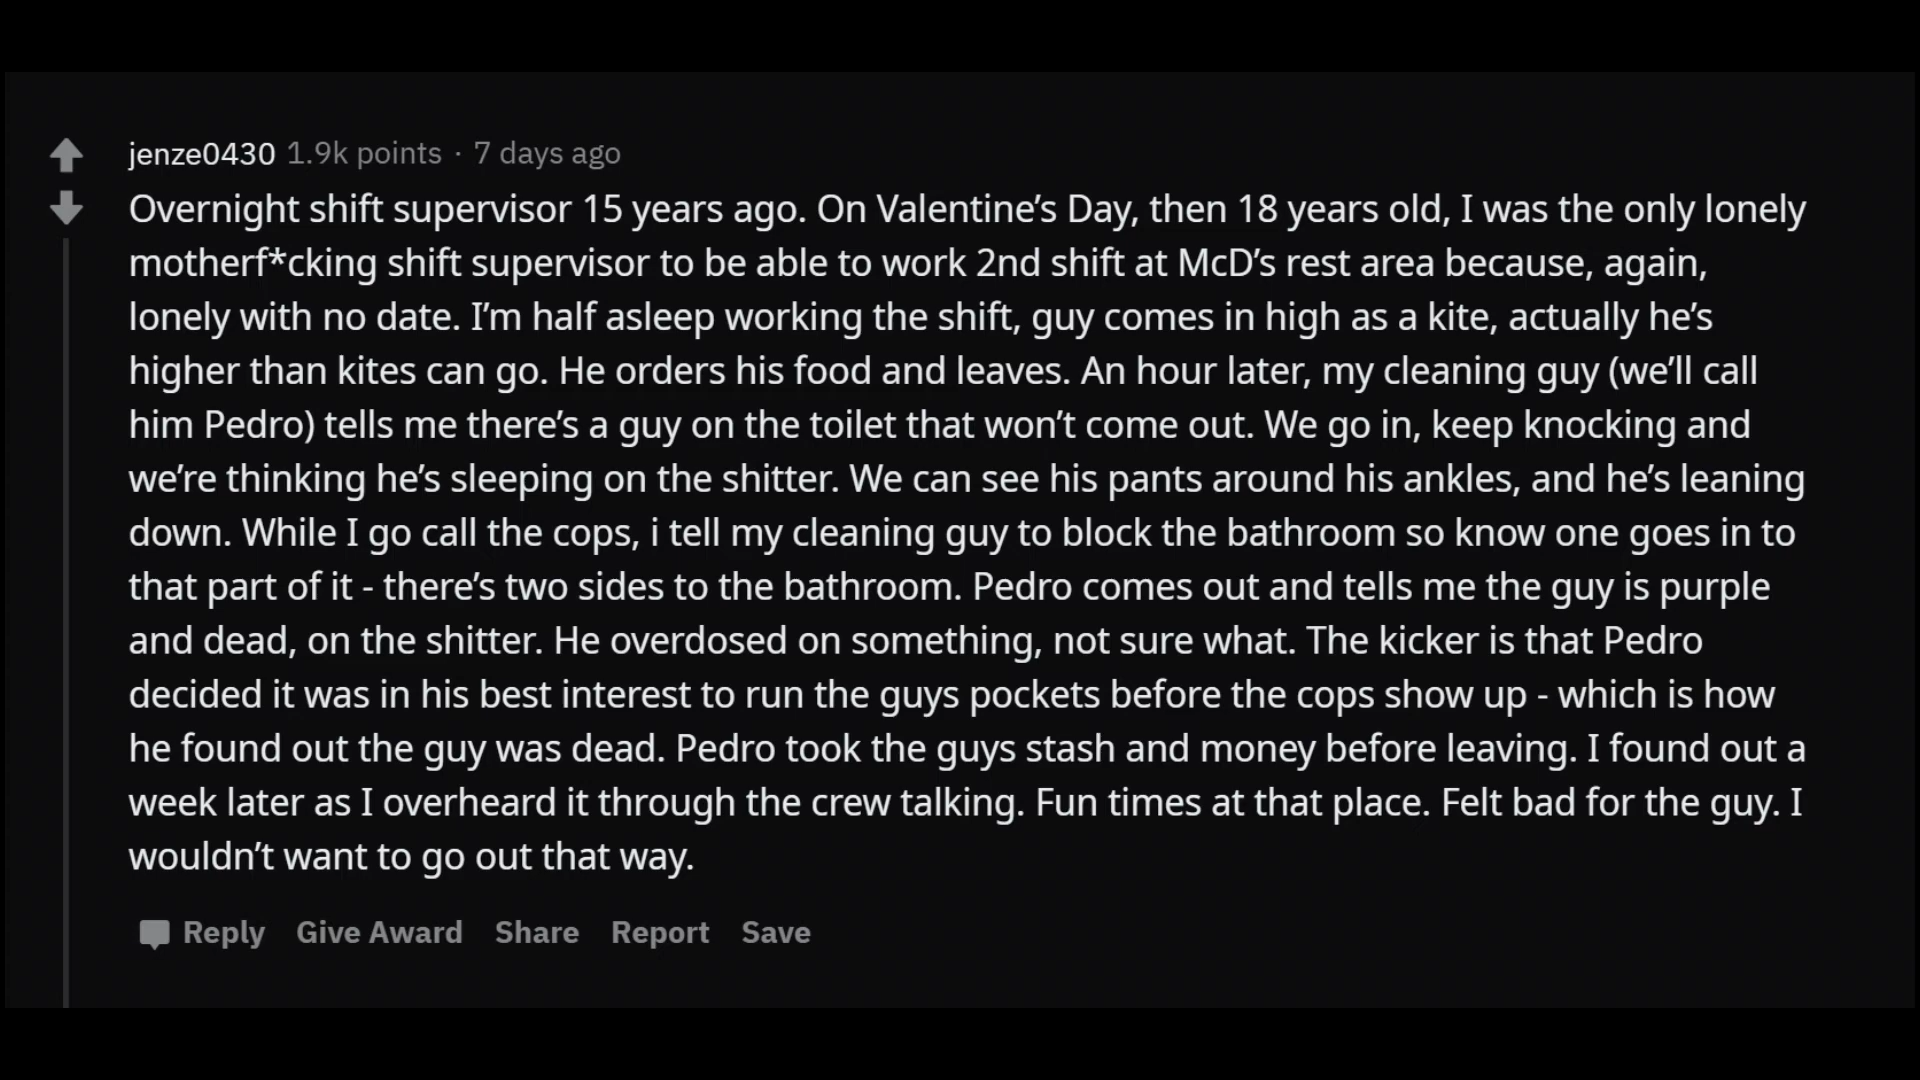 jenze0430 1.9k points · 7 days ago
Overnight shift supervisor 15 years ago. On Valentine’s Day, then 18 years old, I was the only lonely
motherf*cking shift supervisor to be able to work 2nd shift at McD’s rest area because, again,
lonely with no date. I’m half asleep working the shift, guy comes in high as a kite, actually he’s
higher than kites can go. He orders his food and leaves. An hour later, my cleaning guy (we’ll call
him Pedro) tells me there’s a guy on the toilet that won’t come out. We go in, keep knocking and
we’re thinking he’s sleeping on the shitter. We can see his pants around his ankles, and he’s leaning
down. While I go call the cops, i tell my cleaning guy to block the bathroom so know one goes in to
that part of it - there’s two sides to the bathroom. Pedro comes out and tells me the guy is purple
and dead, on the shitter. He overdosed on something, not sure what. The kicker is that Pedro
decided it was in his best interest to run the guys pockets before the cops show up - which is how
he found out the guy was dead. Pedro took the guys stash and money before leaving. I found out a
week later as I overheard it through the crew talking. Fun times at that place. Felt bad for the guy. I
wouldn’t want to go out that way.
Reply Give Award Share Report Save